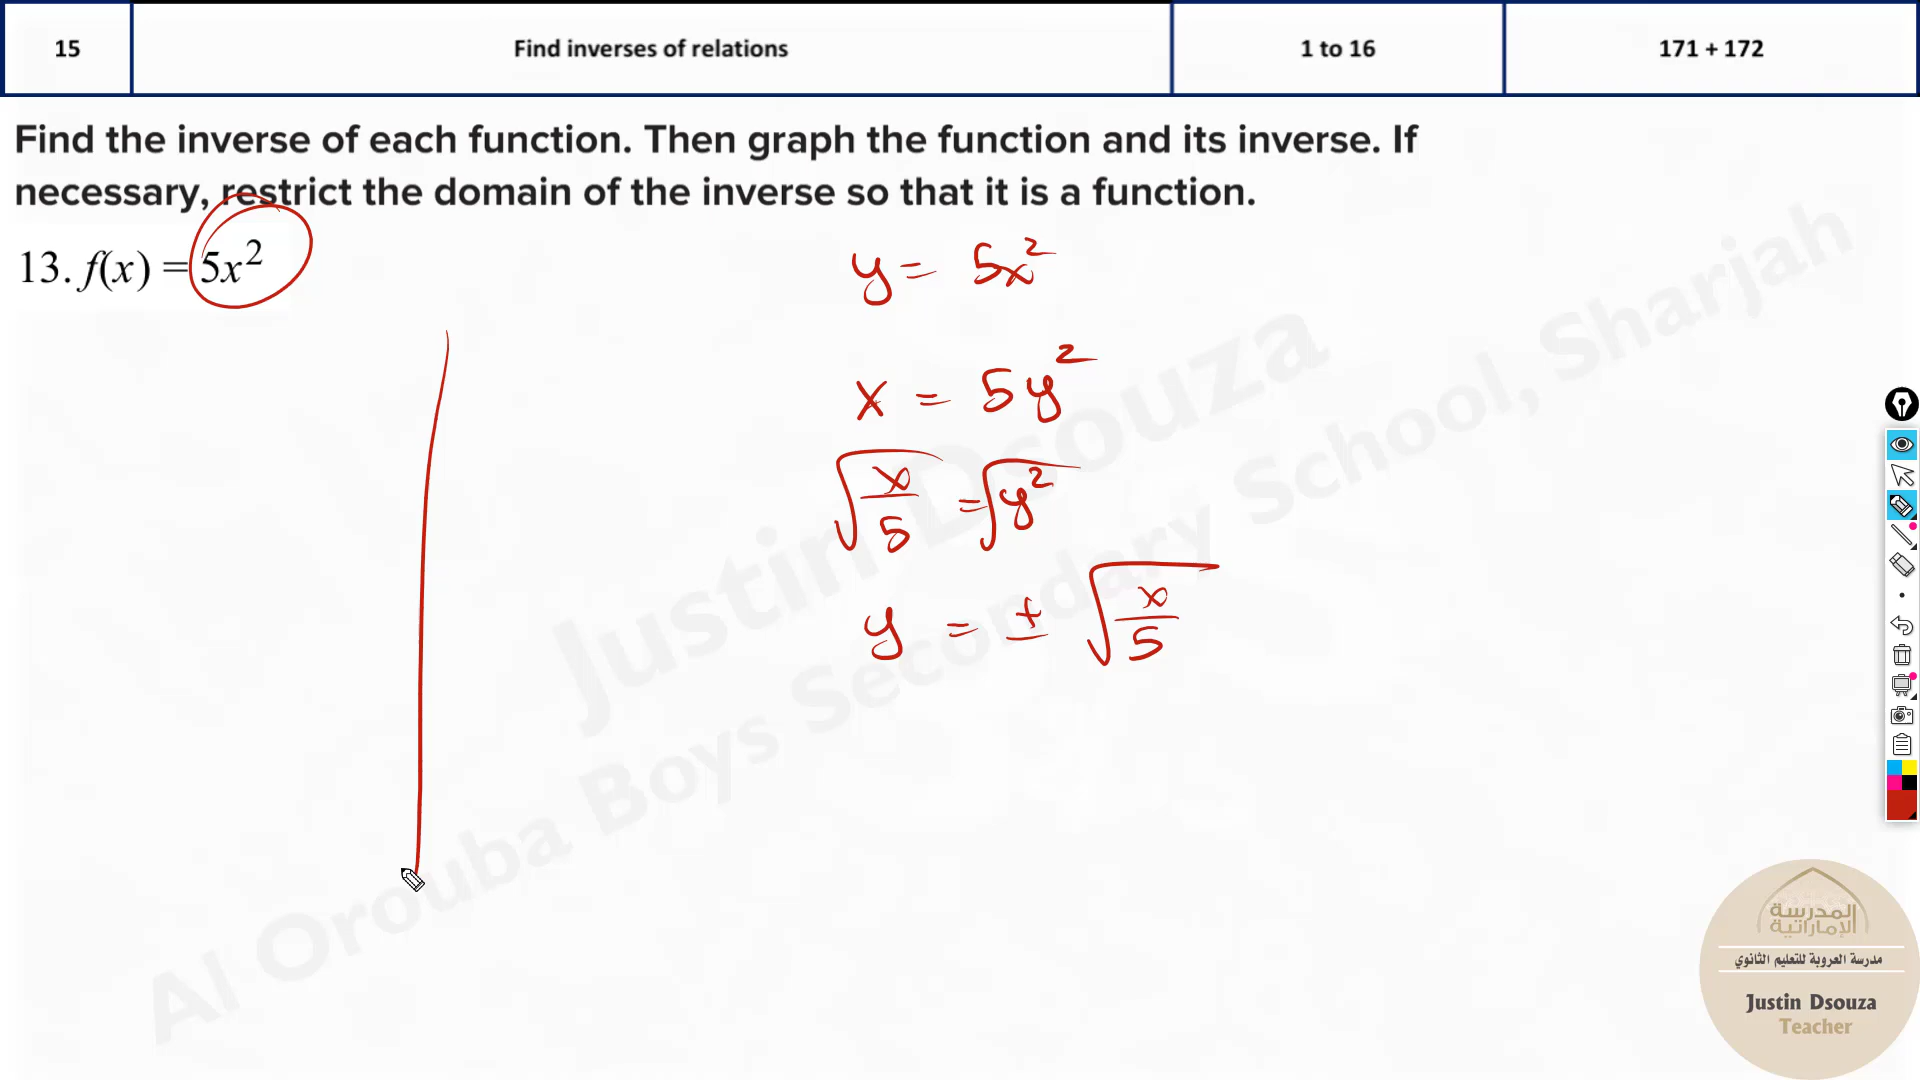 15 Find inverses of relations 1 to 16 171 + 172
Find the inverse of each function. Then graph the function and its inverse. If
necessary, restrict the domain of the inverse so that it is a function.
13. f(x) = 5x²
y = 5x²
x = 5y²
√(x/5) = √(y²)
y = ± √(x/5)
Justin Dsouza
Al Orouba Boys Secondary School, Sharjah
المدرسة
الإماراتية
مدرسة العروبة للتعليم الثانوي
Justin Dsouza
Teacher